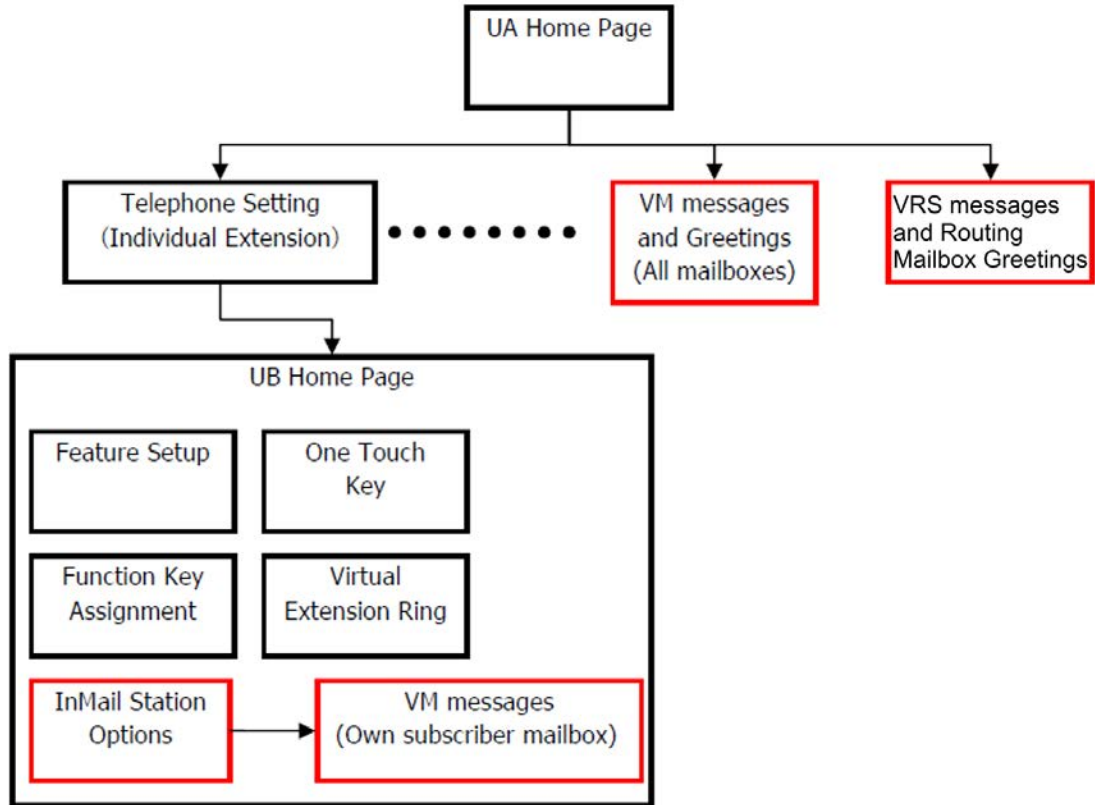 UA Home Page
Telephone Setting
(Individual Extension)
VM messages
and Greetings
(All mailboxes)
VRS messages
and Routing
Mailbox Greetings
UB Home Page
Feature Setup
One Touch
Key
Function Key
Assignment
Virtual
Extension Ring
InMail Station
Options
VM messages
(Own subscriber mailbox)